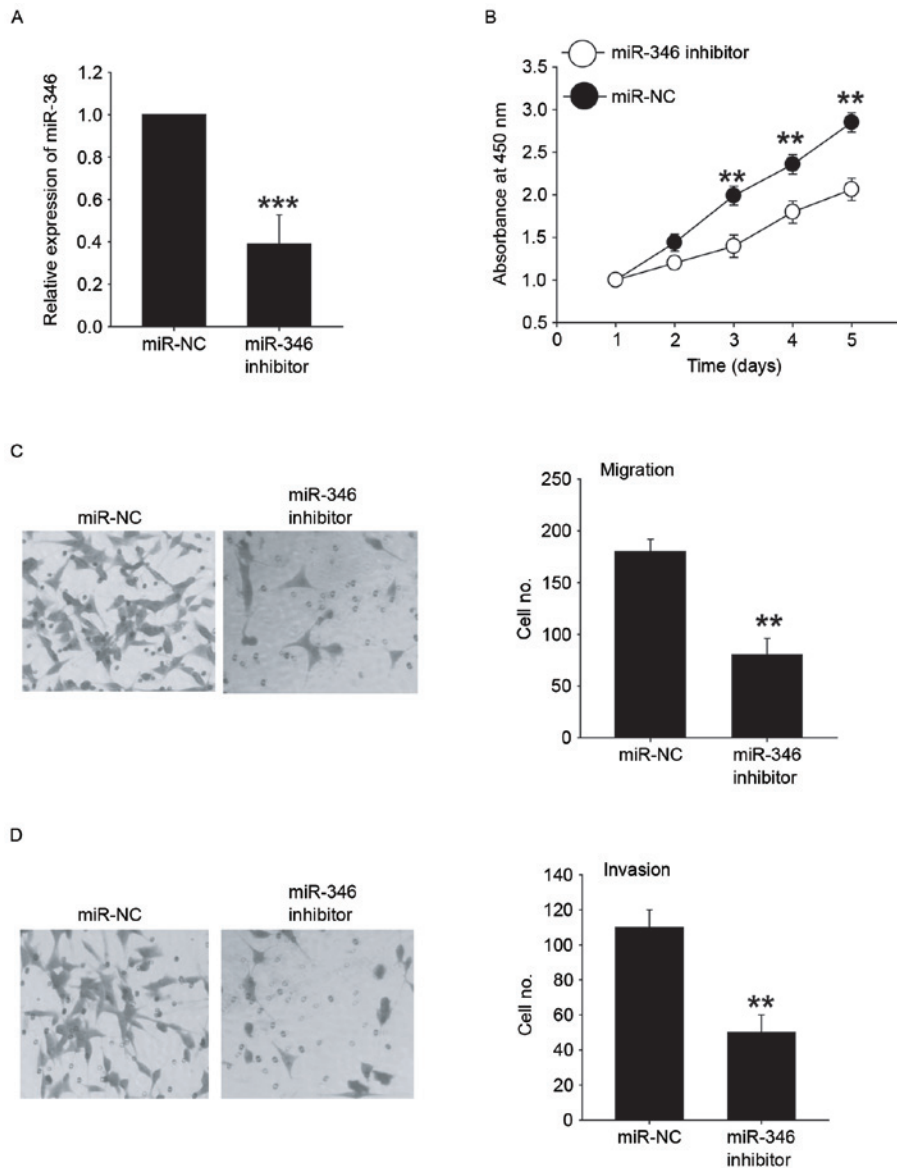 A
Relative expression of miR-346
1.2
1.0
0.8
0.6
0.4
0.2
0.0
***
miR-NC
miR-346
inhibitor
B
miR-346 inhibitor
miR-NC
Absorbance at 450 nm
3.5
3.0
2.5
2.0
1.5
1.0
0.5
**
**
**
0
1
2
3
4
5
Time (days)
C
miR-NC
miR-346
inhibitor
Migration
Cell no.
250
200
150
100
50
0
**
miR-NC
miR-346
inhibitor
D
miR-NC
miR-346
inhibitor
Invasion
Cell no.
140
120
100
80
60
40
20
0
**
miR-NC
miR-346
inhibitor